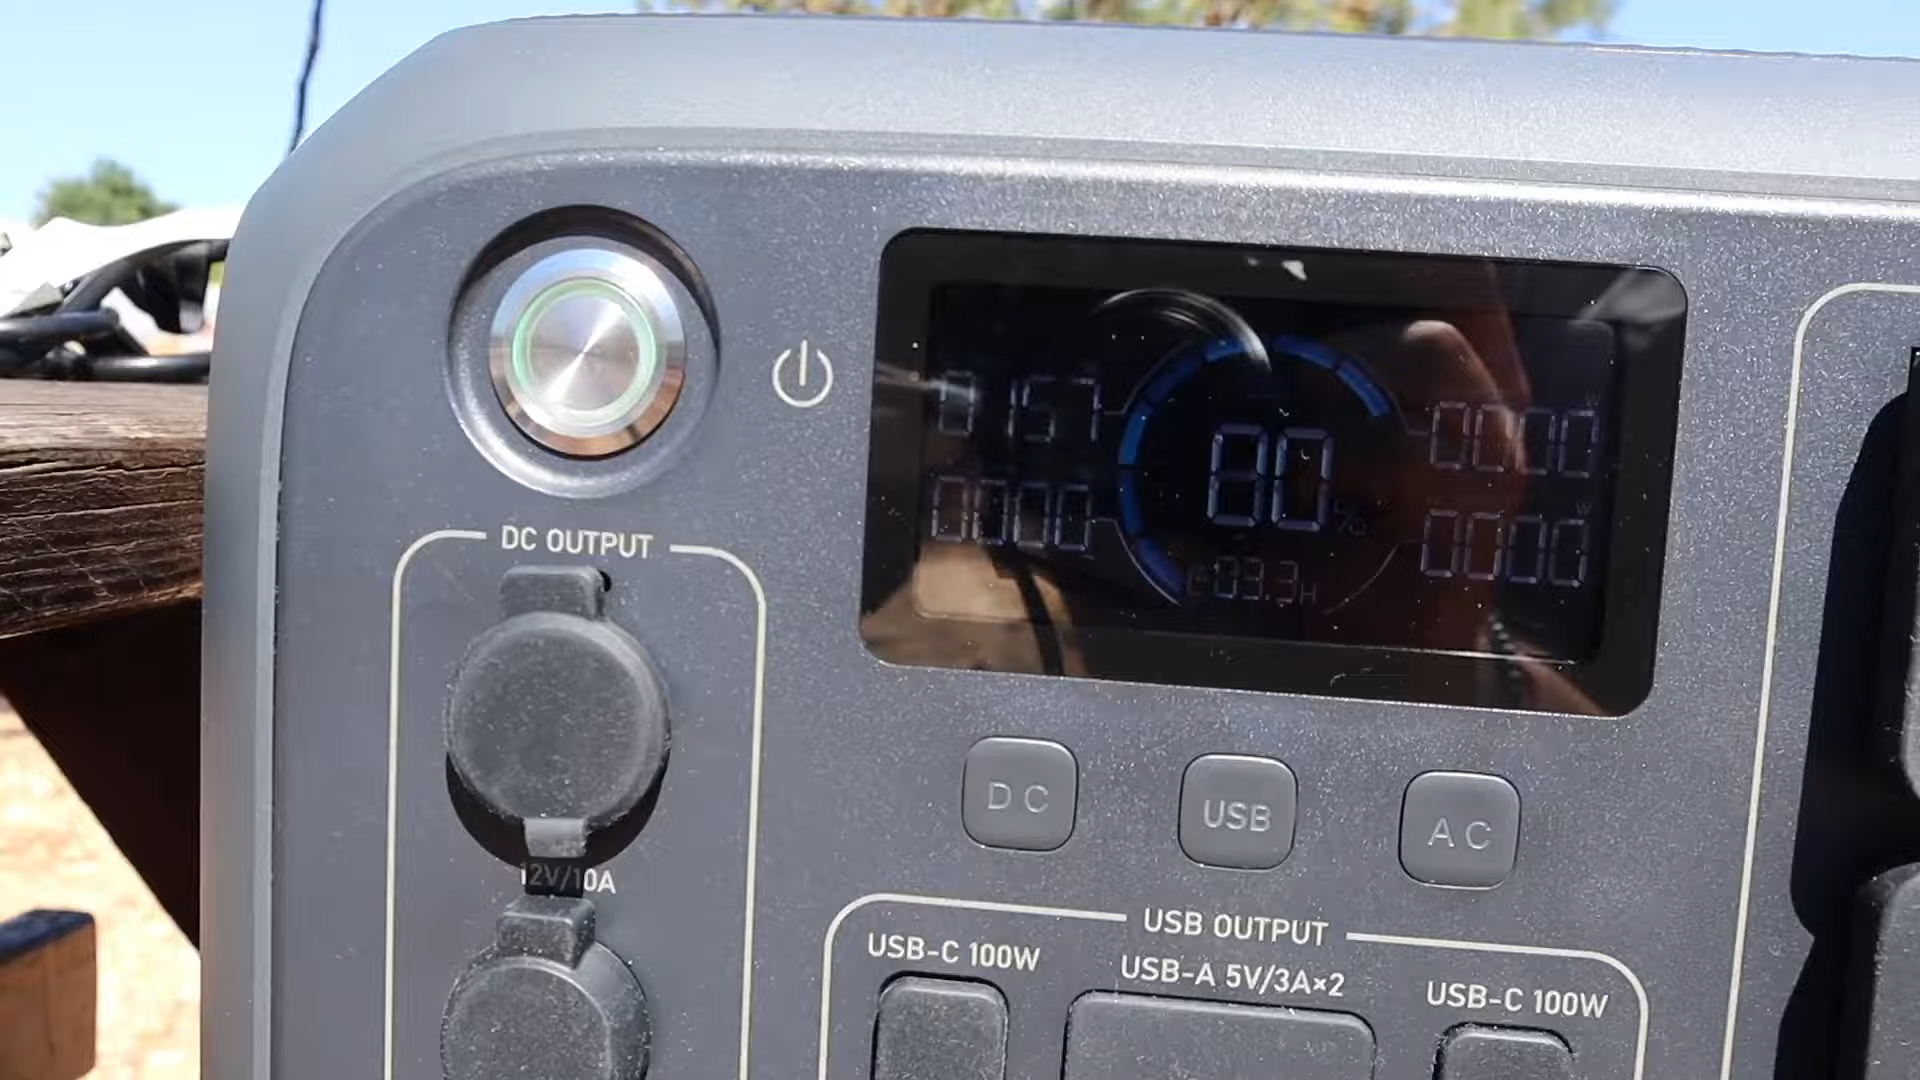 0157
80%
0000
0000
0000
03.3H
DC OUTPUT
12V/10A
DC
USB
AC
USB OUTPUT
USB-C 100W
USB-A 5V/3A×2
USB-C 100W